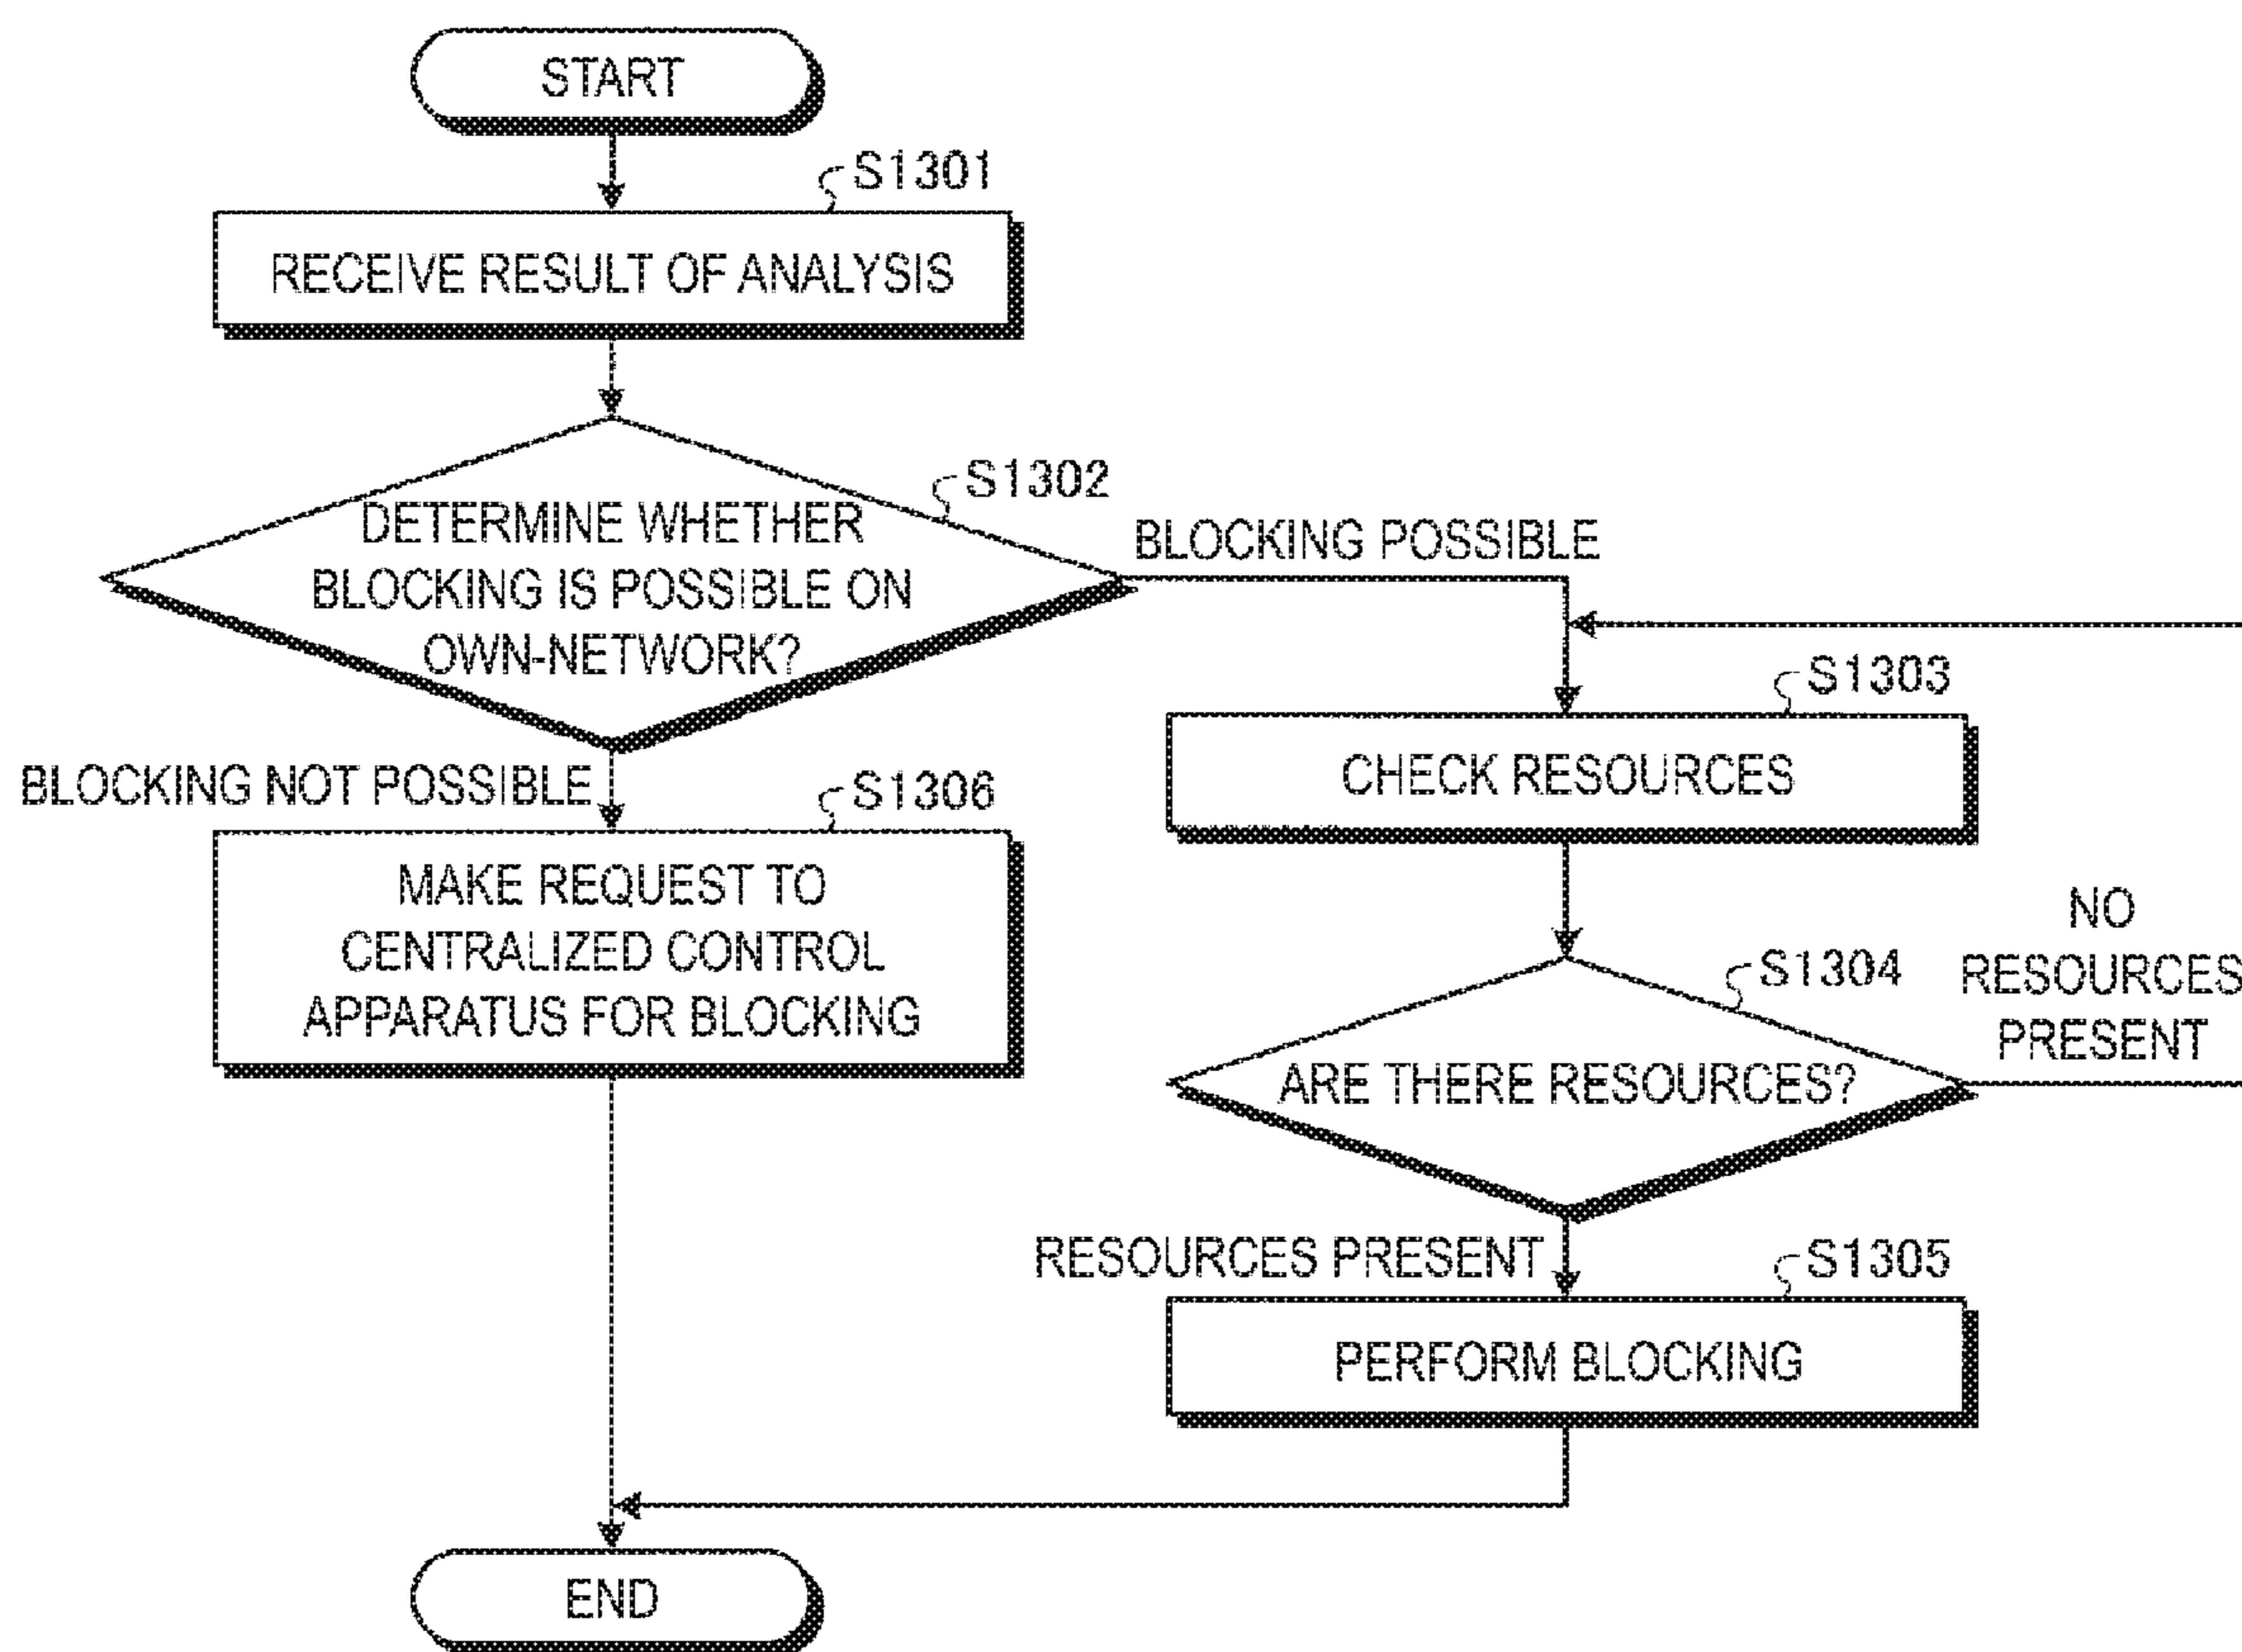 START
S1301
RECEIVE RESULT OF ANALYSIS
S1302
DETERMINE WHETHER
BLOCKING IS POSSIBLE ON
OWN-NETWORK?
BLOCKING POSSIBLE
S1303
CHECK RESOURCES
BLOCKING NOT POSSIBLE
S1306
MAKE REQUEST TO
CENTRALIZED CONTROL
APPARATUS FOR BLOCKING
S1304
ARE THERE RESOURCES?
NO
RESOURCES
PRESENT
RESOURCES PRESENT
S1305
PERFORM BLOCKING
END